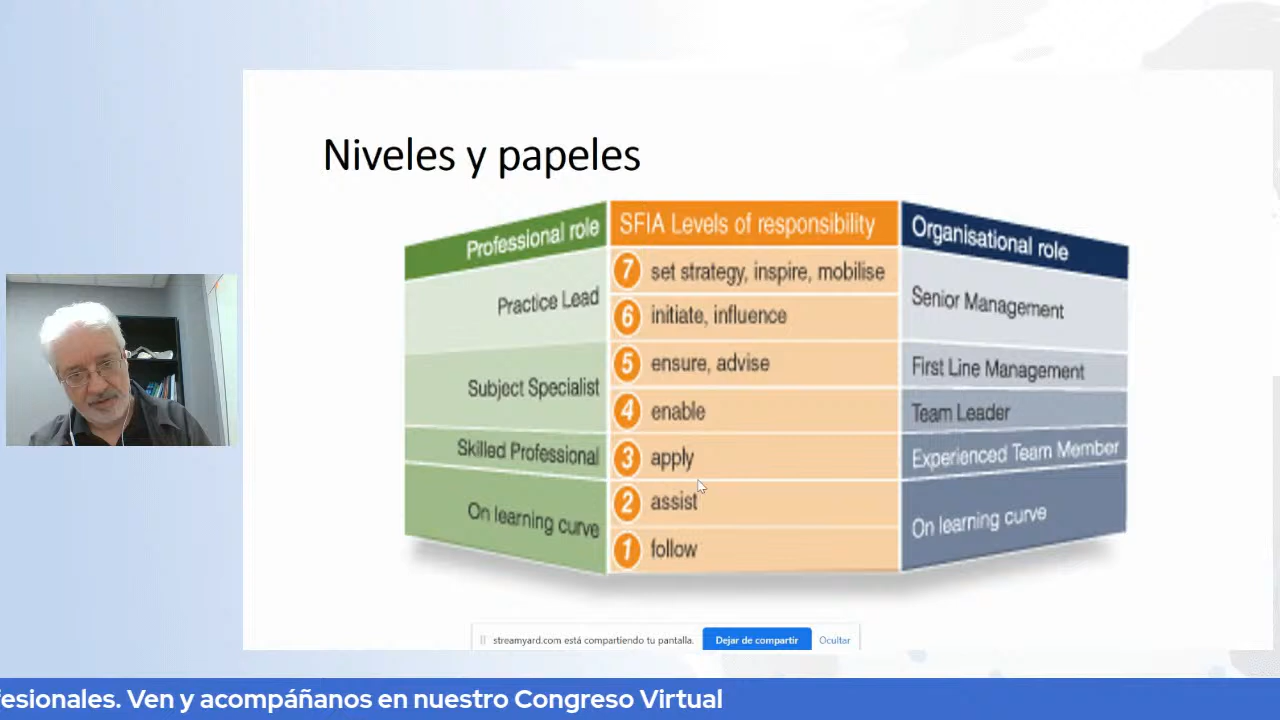 Niveles y papeles
Professional role
SFIA Levels of responsibility
Organisational role
Practice Lead
7 set strategy, inspire, mobilise
Senior Management
6 initiate, influence
Subject Specialist
5 ensure, advise
First Line Management
4 enable
Team Leader
Skilled Professional
3 apply
Experienced Team Member
On learning curve
2 assist
On learning curve
1 follow
streamyard.com está compartiendo tu pantalla.
Dejar de compartir
Ocultar
fesionales. Ven y acompáñanos en nuestro Congreso Virtual